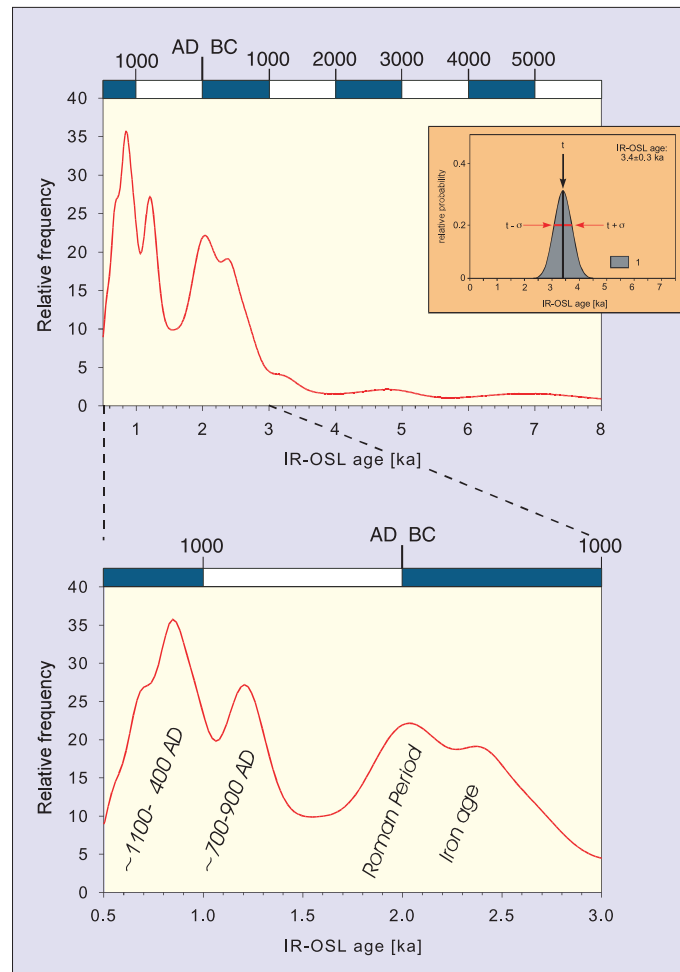 AD BC
1000 1000 2000 3000 4000 5000
40
35
30
25
20
15
10
5
0
Relative frequency
1 2 3 4 5 6 7 8
IR-OSL age [ka]
t
IR-OSL age:
3,4±0,3 ka
0.4
0.2
0
relative probability
t - σ
t + σ
1
0 1 2 3 4 5 6 7
IR-OSL age [ka]
AD BC
1000 1000
40
35
30
25
20
15
10
5
0
Relative frequency
~1100- 400 AD
~700-900 AD
Roman Period
Iron age
0.5 1.0 1.5 2.0 2.5 3.0
IR-OSL age [ka]